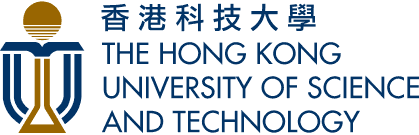 香港科技大學
THE HONG KONG
UNIVERSITY OF SCIENCE
AND TECHNOLOGY